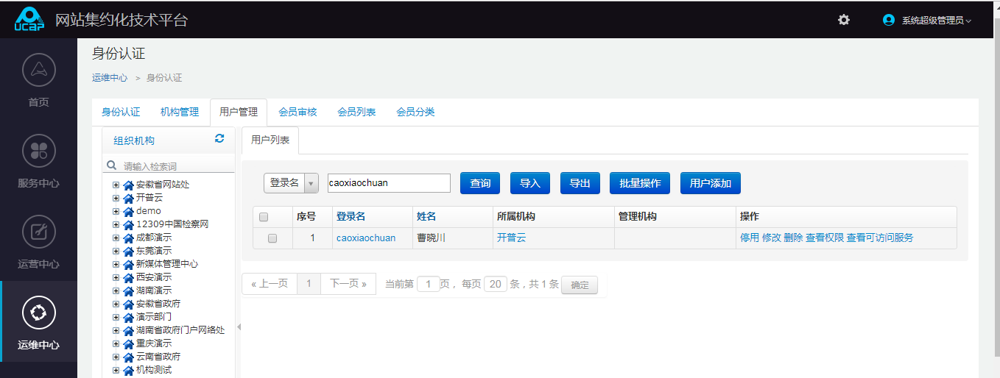 UCAP 网站集约化技术平台 系统超级管理员
首页
服务中心
运营中心
运维中心
身份认证
运维中心 > 身份认证
身份认证 机构管理 用户管理 会员审核 会员列表 会员分类
组织机构
请输入检索词
安徽省网站处
开普云
demo
12309中国检察网
成都演示
东莞演示
新媒体管理中心
西安演示
湖南演示
安徽省政府
演示部门
湖南省政府门户网络处
重庆演示
云南省政府
机构测试
用户列表
登录名 caoxiaochuan 查询 导入 导出 批量操作 用户添加
序号 登录名 姓名 所属机构 管理机构 操作
1 caoxiaochuan 曹晓川 开普云 停用 修改 删除 查看权限 查看可访问服务
« 上一页 1 下一页 » 当前第 1 页， 每页 20 条 , 共 1 条 确定